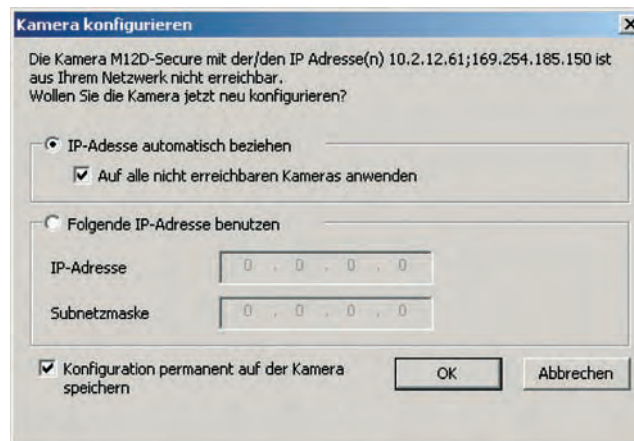 Kamera konfigurieren
Die Kamera M12D-Secure mit der/den IP Adresse(n) 10.2.12.61;169.254.185.150 ist
aus Ihrem Netzwerk nicht erreichbar.
Wollen Sie die Kamera jetzt neu konfigurieren?
IP-Adesse automatisch beziehen
Auf alle nicht erreichbaren Kameras anwenden
Folgende IP-Adresse benutzen
IP-Adresse
0 . 0 . 0 . 0
Subnetzmaske
0 . 0 . 0 . 0
Konfiguration permanent auf der Kamera
speichern
OK
Abbrechen